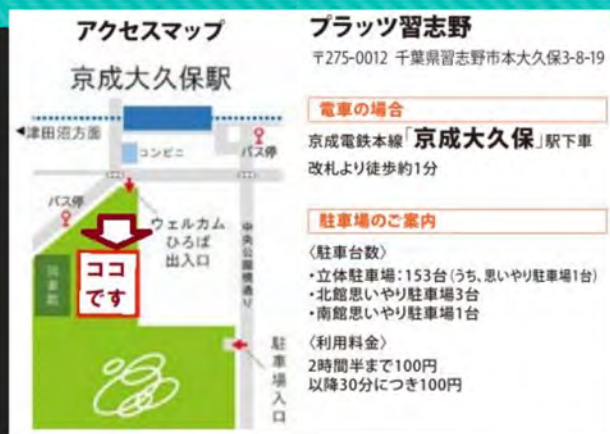 アクセスマップ
京成大久保駅
◀津田沼方面
コンビニ
バス停
バス停
ウェルカム
ひろば
出入口
中央公園横通り
図書館
ココ
です
駐車場入口
プラッツ習志野
〒275-0012 千葉県習志野市本大久保3-8-19
電車の場合
京成電鉄本線「京成大久保」駅下車
改札より徒歩約1分
駐車場のご案内
〈駐車台数〉
・立体駐車場：153台（うち、思いやり駐車場1台）
・北館思いやり駐車場3台
・南館思いやり駐車場1台
〈利用料金〉
2時間半まで100円
以降30分につき100円